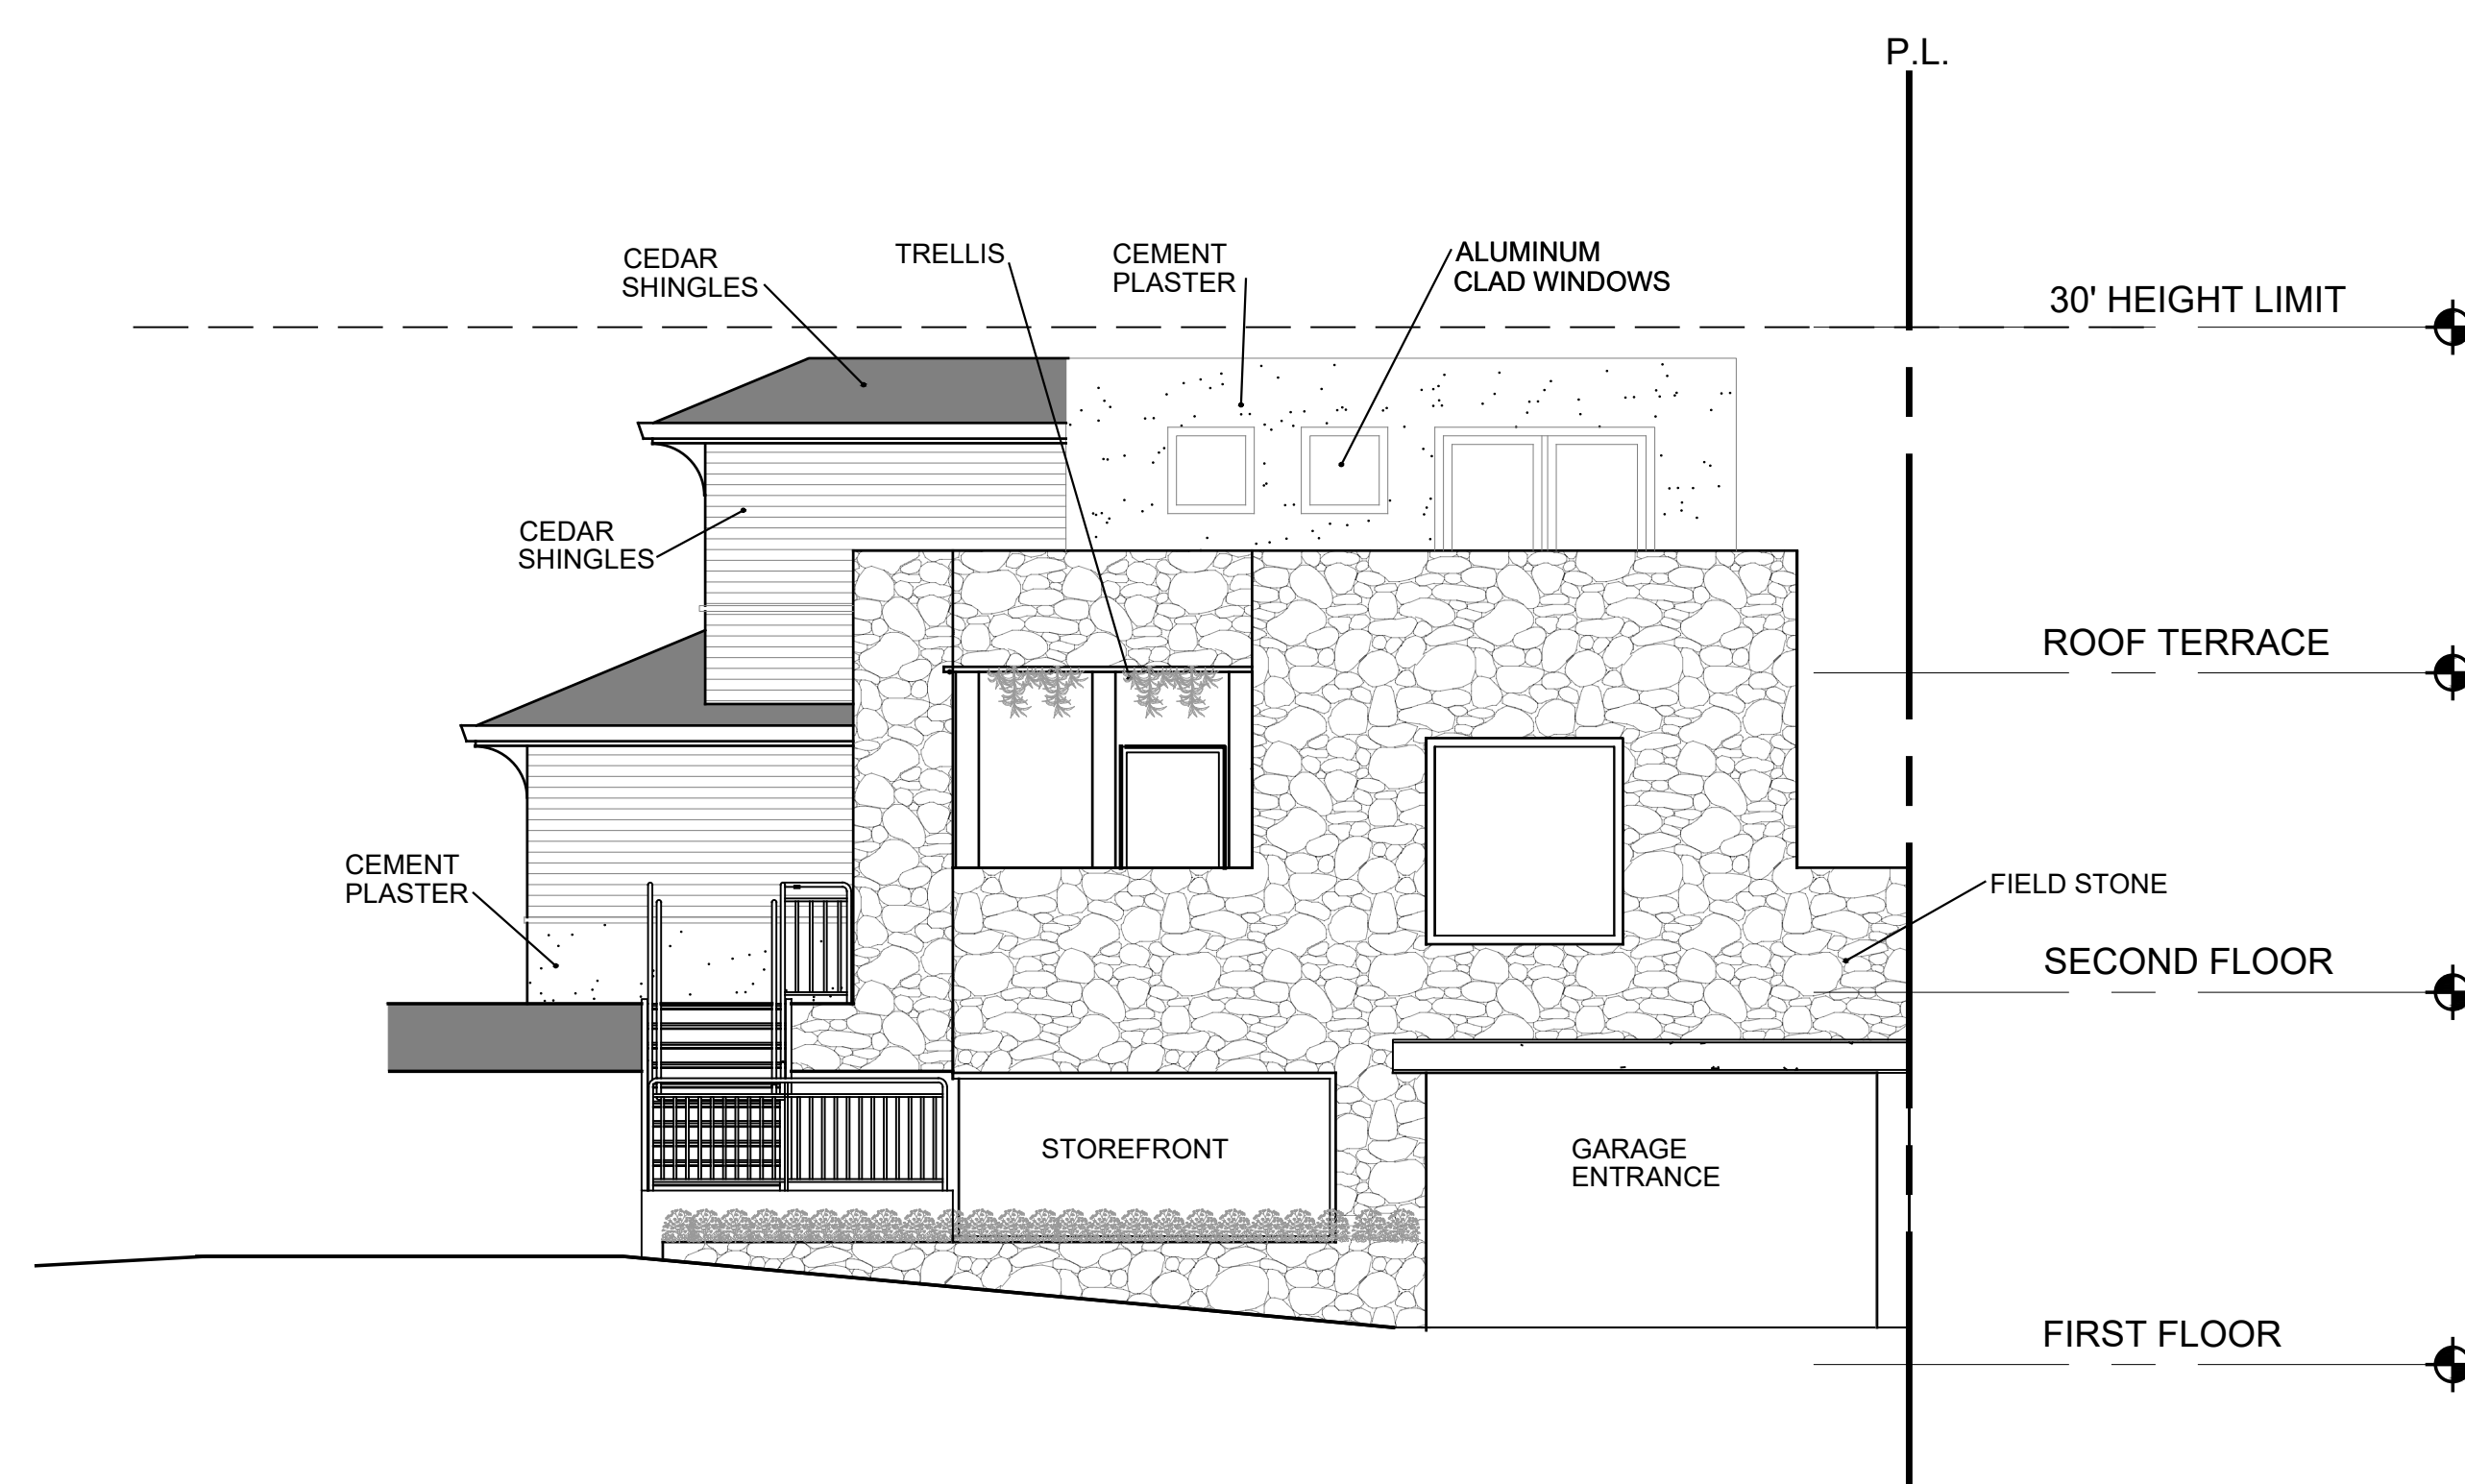 P.L.
CEDAR
SHINGLES
TRELLIS
CEMENT
PLASTER
ALUMINUM
CLAD WINDOWS
30' HEIGHT LIMIT
CEDAR
SHINGLES
ROOF TERRACE
CEMENT
PLASTER
FIELD STONE
SECOND FLOOR
STOREFRONT
GARAGE
ENTRANCE
FIRST FLOOR